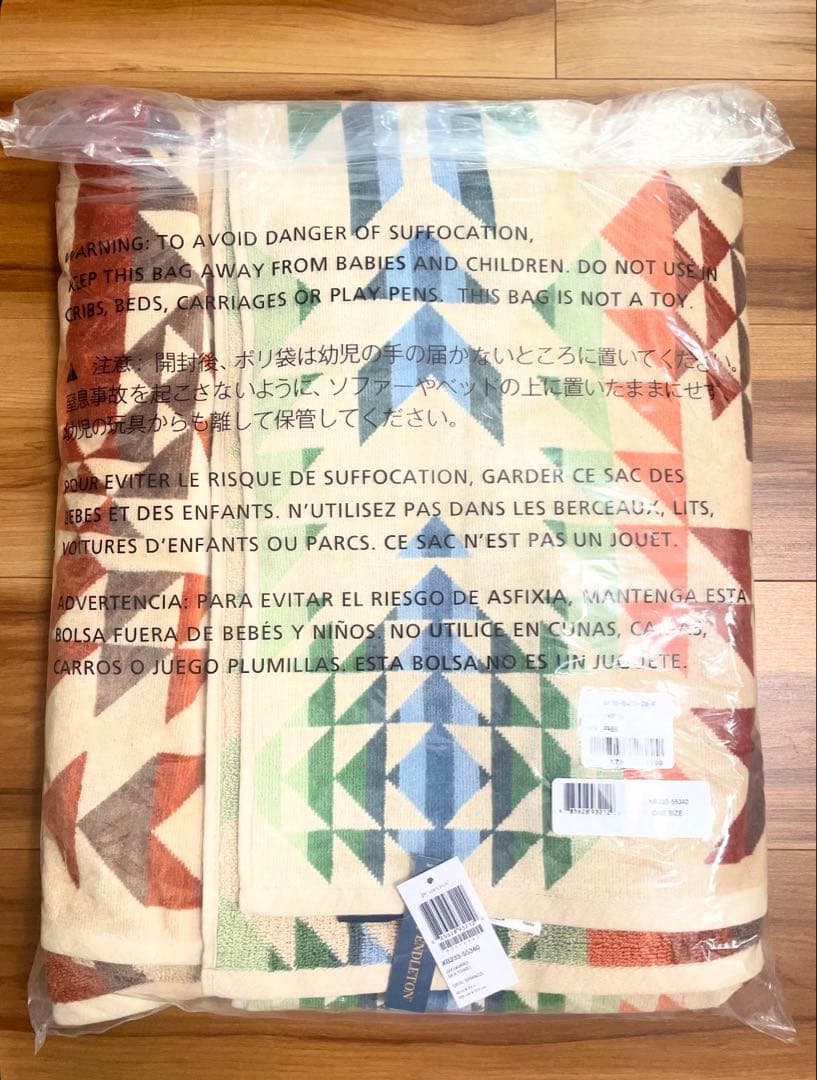 WARNING: TO AVOID DANGER OF SUFFOCATION,
KEEP THIS BAG AWAY FROM BABIES AND CHILDREN. DO NOT USE IN
CRIBS, BEDS, CARRIAGES OR PLAY PENS. THIS BAG IS NOT A TOY.
注意：開封後、ポリ袋は幼児の手の届かないところに置いてください。
窒息事故を起こさないように、ソファーやベッドの上に置いたままにせず、
幼児の玩具からも離して保管してください。
POUR EVITER LE RISQUE DE SUFFOCATION, GARDER CE SAC DES
BEBES ET DES ENFANTS. N'UTILISEZ PAS DANS LES BERCEAUX, LITS,
VOITURES D'ENFANTS OU PARCS. CE SAC N'EST PAS UN JOUET.
ADVERTENCIA: PARA EVITAR EL RIESGO DE ASFIXIA, MANTENGA ESTA
BOLSA FUERA DE BEBÉS Y NIÑOS. NO UTILICE EN CUNAS, CAMAS,
CARROS O JUEGO PLUMILLAS. ESTA BOLSA NO ES UN JUGUETE.
XB233-55340
ONE SIZE
XB233-55340
PENDLETON